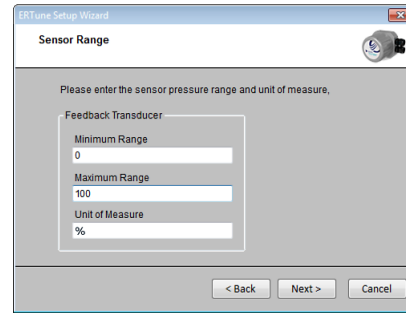 ERTune Setup Wizard
Sensor Range
Please enter the sensor pressure range and unit of measure,
Feedback Transducer
Minimum Range
0
Maximum Range
100
Unit of Measure
%
< Back
Next >
Cancel